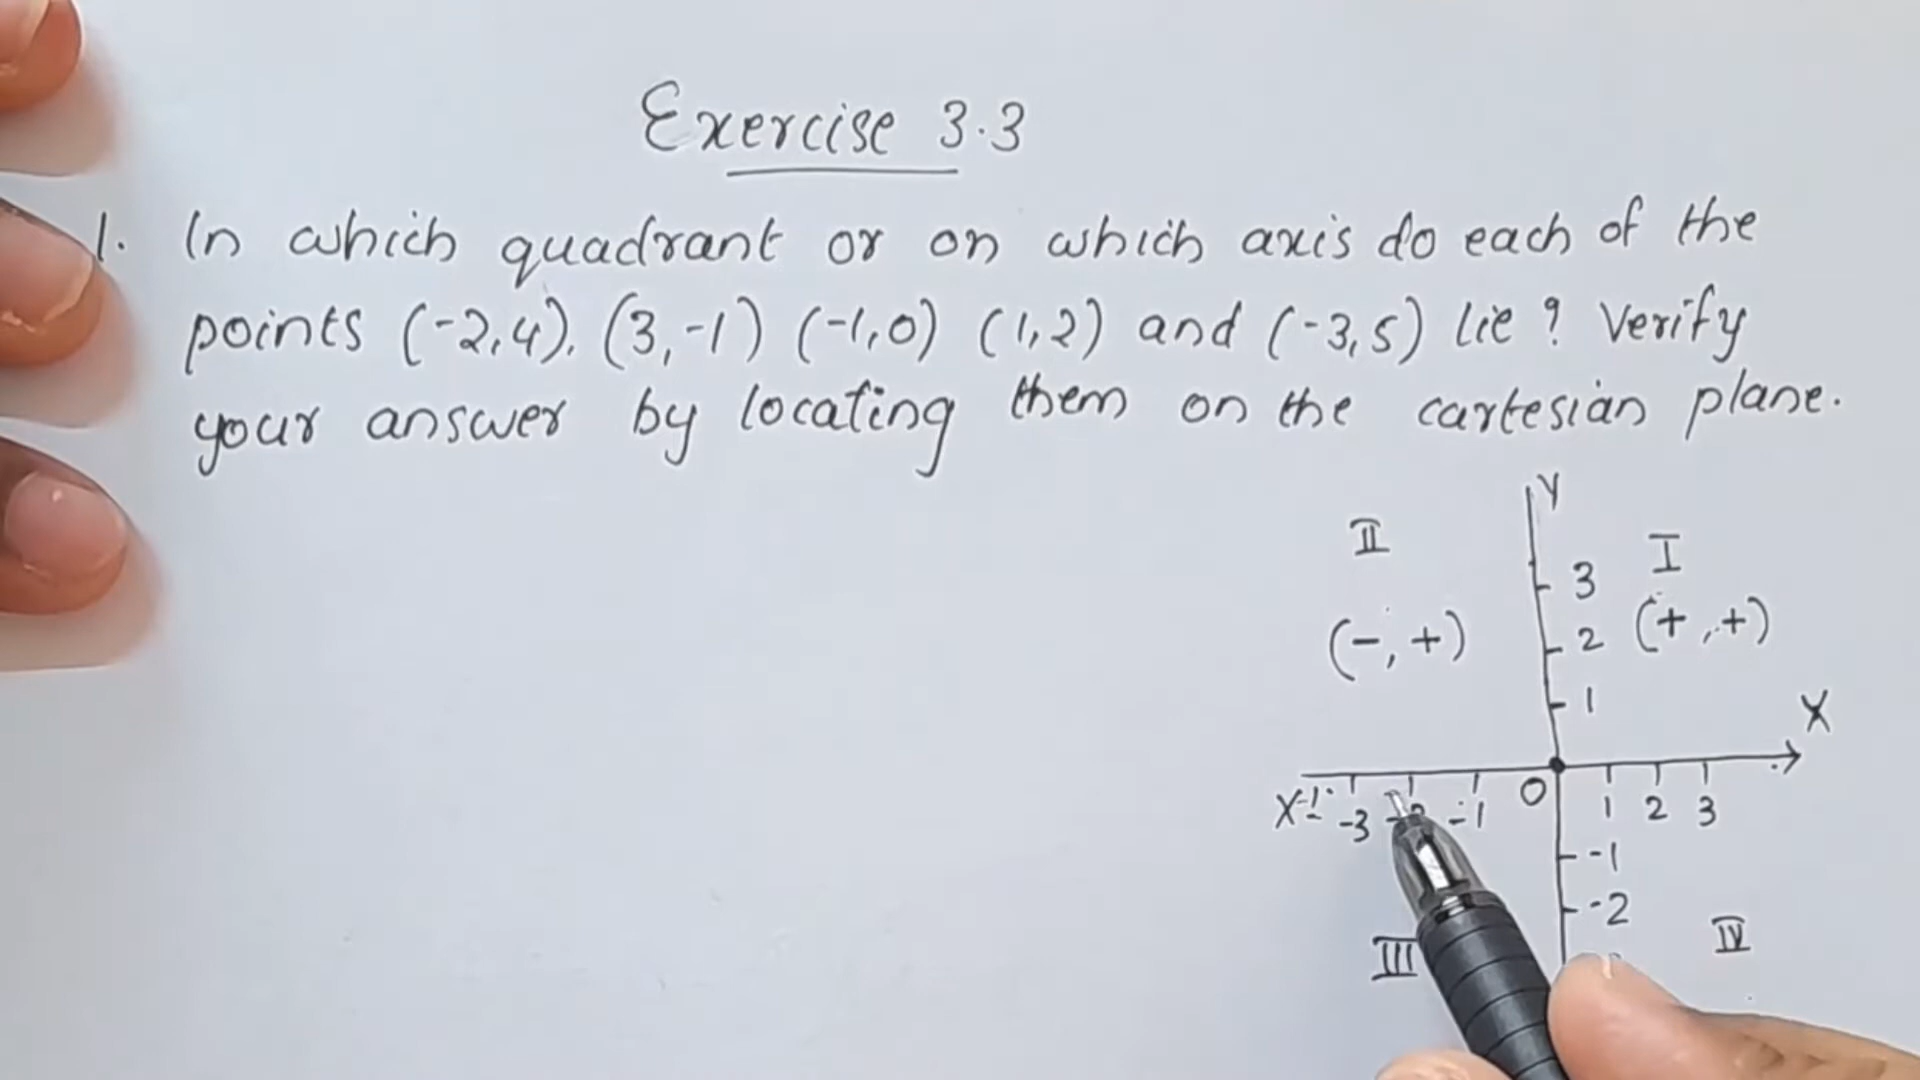 Exercise 3.3
1. In which quadrant or on which axis do each of the
points (-2,4), (3,-1) (-1,0) (1,2) and (-3,5) lie? Verify
your answer by locating them on the cartesian plane.
Y
II
I
3
(-,+)
2
(+,+)
1
X
O
-3
-1
1 2 3
-1
-2
III
IV